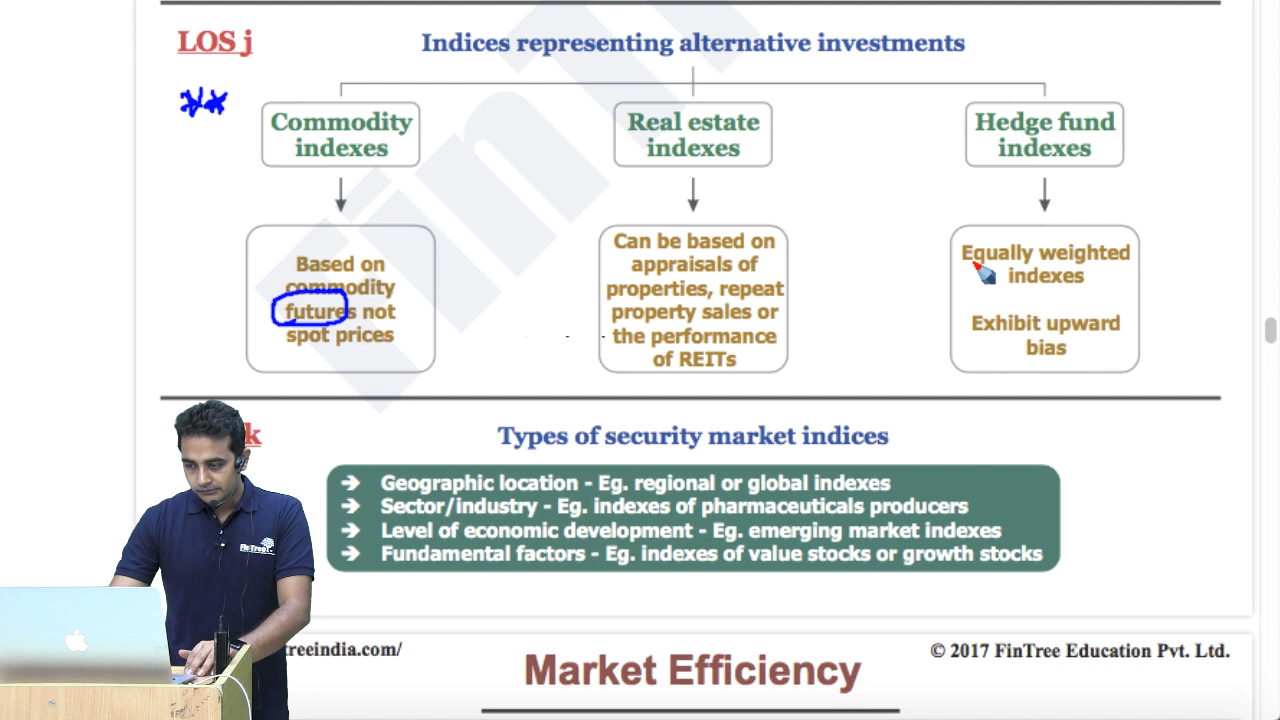 LOS j
Indices representing alternative investments
Commodity
indexes
Real estate
indexes
Hedge fund
indexes
Based on
commodity
futures not
spot prices
Can be based on
appraisals of
properties, repeat
property sales or
the performance
of REITs
Equally weighted
indexes
Exhibit upward
bias
k
Types of security market indices
➔ Geographic location - Eg. regional or global indexes
➔ Sector/industry - Eg. indexes of pharmaceuticals producers
➔ Level of economic development - Eg. emerging market indexes
➔ Fundamental factors - Eg. indexes of value stocks or growth stocks
FinTree
treeindia.com/
© 2017 FinTree Education Pvt. Ltd.
Market Efficiency